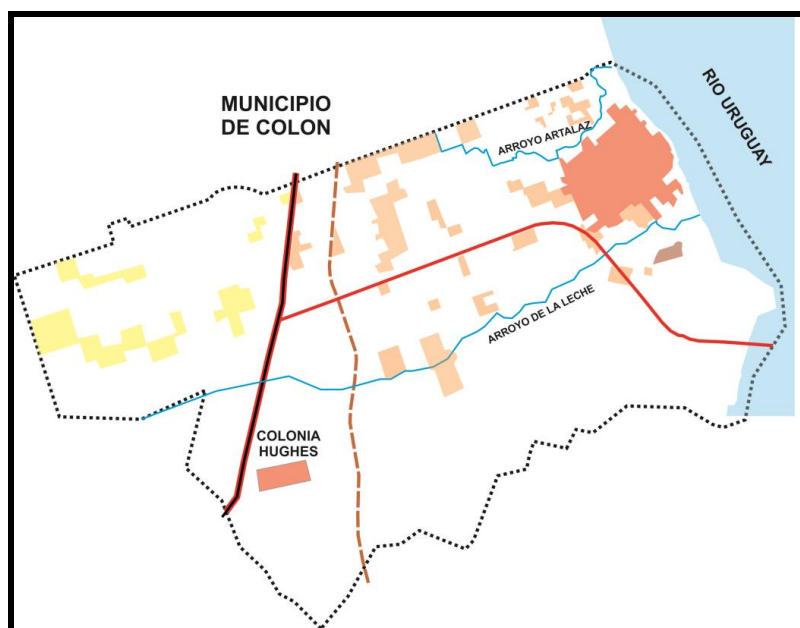 MUNICIPIO
DE COLON
RIO URUGUAY
ARROYO ARTALAZ
ARROYO DE LA LECHE
COLONIA
HUGHES